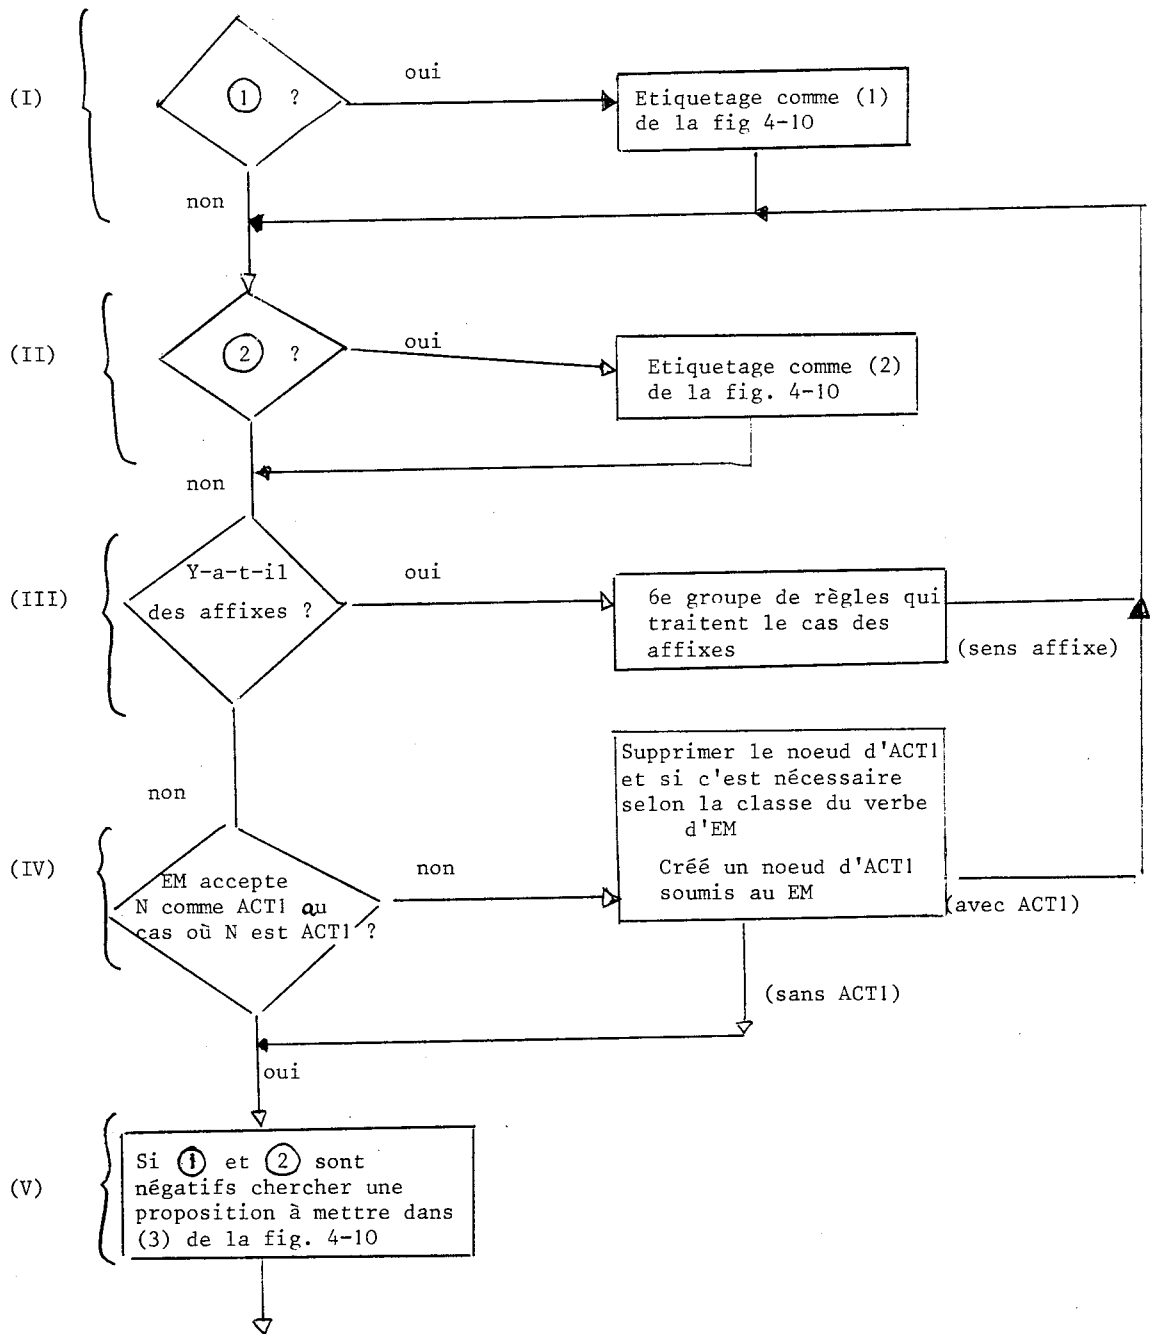 (I)
① ?
oui
Etiquetage comme (1)
de la fig 4-10
non
(II)
② ?
oui
Etiquetage comme (2)
de la fig. 4-10
non
(III)
Y-a-t-il
des affixes ?
oui
6e groupe de règles qui
traitent le cas des
affixes
(sens affixe)
non
(IV)
EM accepte
N comme ACT1 au
cas où N est ACT1 ?
non
Supprimer le noeud d'ACT1
et si c'est nécessaire
selon la classe du verbe
d'EM
Créé un noeud d'ACT1
soumis au EM
(avec ACT1)
(sans ACT1)
oui
(V)
Si ① et ② sont
négatifs chercher une
proposition à mettre dans
(3) de la fig. 4-10